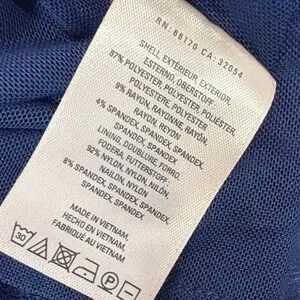 RN: 88170 CA: 32054
SHELL, EXTÉRIEUR, EXTERIOR,
ESTERNO, OBERSTOFF:
87% POLYESTER, POLYESTER, POLIÉSTER,
POLIESTERE, POLYESTER
9% RAYON, RAYONNE, RAYÓN,
RAYON, REYON
4% SPANDEX, SPANDEX, SPANDEX,
SPANDEX, SPANDEX
LINING, DOUBLURE, FORRO,
FODERA, FUTTERSTOFF:
92% NYLON, NYLON, NILÓN,
NAILON, NYLON
8% SPANDEX, SPANDEX, SPANDEX,
SPANDEX, SPANDEX
MADE IN VIETNAM.
HECHO EN VIETNAM.
FABRIQUÉ AU VIETNAM
30 P